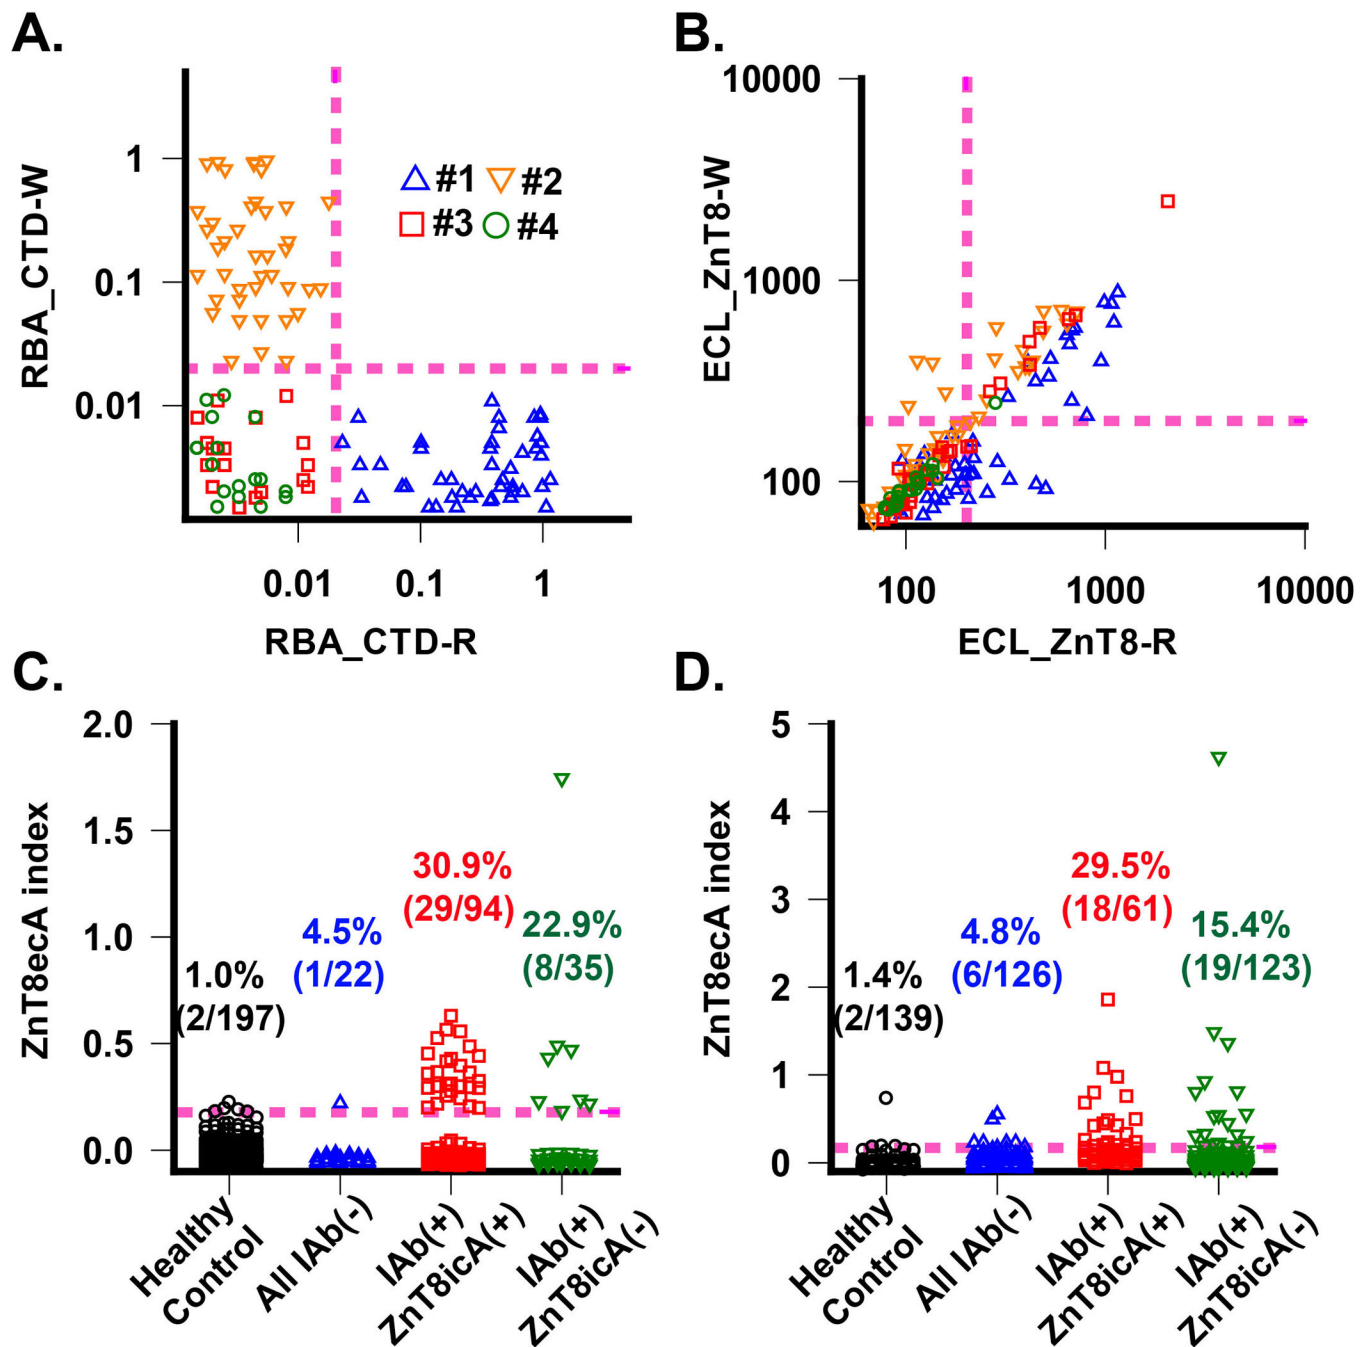 A.
RBA_CTD-W
1
0.1
0.01
#1 #2
#3 #4
0.01 0.1 1
RBA_CTD-R
B.
ECL_ZnT8-W
10000
1000
100
100 1000 10000
ECL_ZnT8-R
C.
ZnT8ecA index
2.0
1.5
1.0
0.5
0.0
1.0%
(2/197)
4.5%
(1/22)
30.9%
(29/94)
22.9%
(8/35)
Healthy
Control
All IAb(-)
IAb(+)
ZnT8icA(+)
IAb(+)
ZnT8icA(-)
D.
ZnT8ecA index
5
4
3
2
1
0
1.4%
(2/139)
4.8%
(6/126)
29.5%
(18/61)
15.4%
(19/123)
Healthy
Control
All IAb(-)
IAb(+)
ZnT8icA(+)
IAb(+)
ZnT8icA(-)